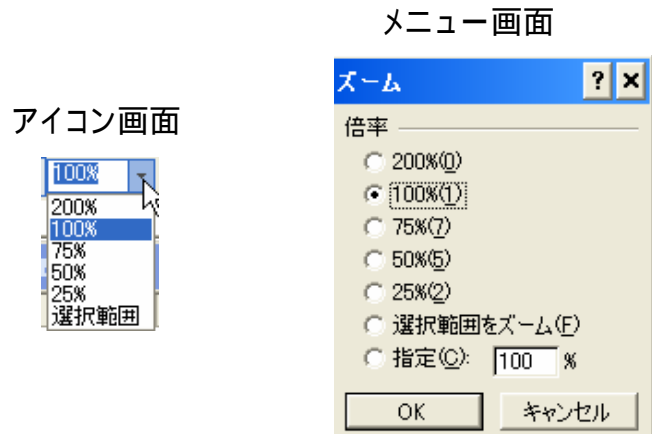 メニュー画面
アイコン画面
100%
200%
100%
75%
50%
25%
選択範囲
ズーム
倍率
200%(0)
100%(1)
75%(7)
50%(5)
25%(2)
選択範囲をズーム(F)
指定(C): 100 %
OK キャンセル